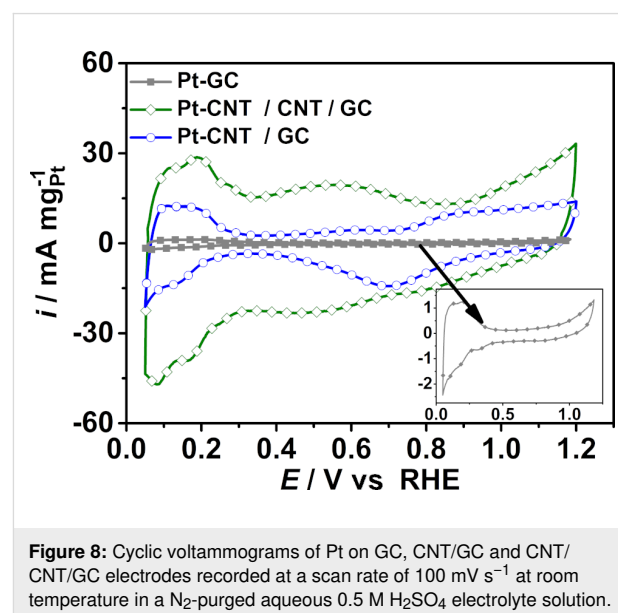 60
30
0
-30
-60
i / mA mg⁻¹Pt
Pt-GC
Pt-CNT / CNT / GC
Pt-CNT / GC
1
0
-1
-2
0.0 0.5 1.0
0.0 0.2 0.4 0.6 0.8 1.0 1.2
E / V vs RHE
Figure 8: Cyclic voltammograms of Pt on GC, CNT/GC and CNT/
CNT/GC electrodes recorded at a scan rate of 100 mV s⁻¹ at room
temperature in a N₂-purged aqueous 0.5 M H₂SO₄ electrolyte solution.